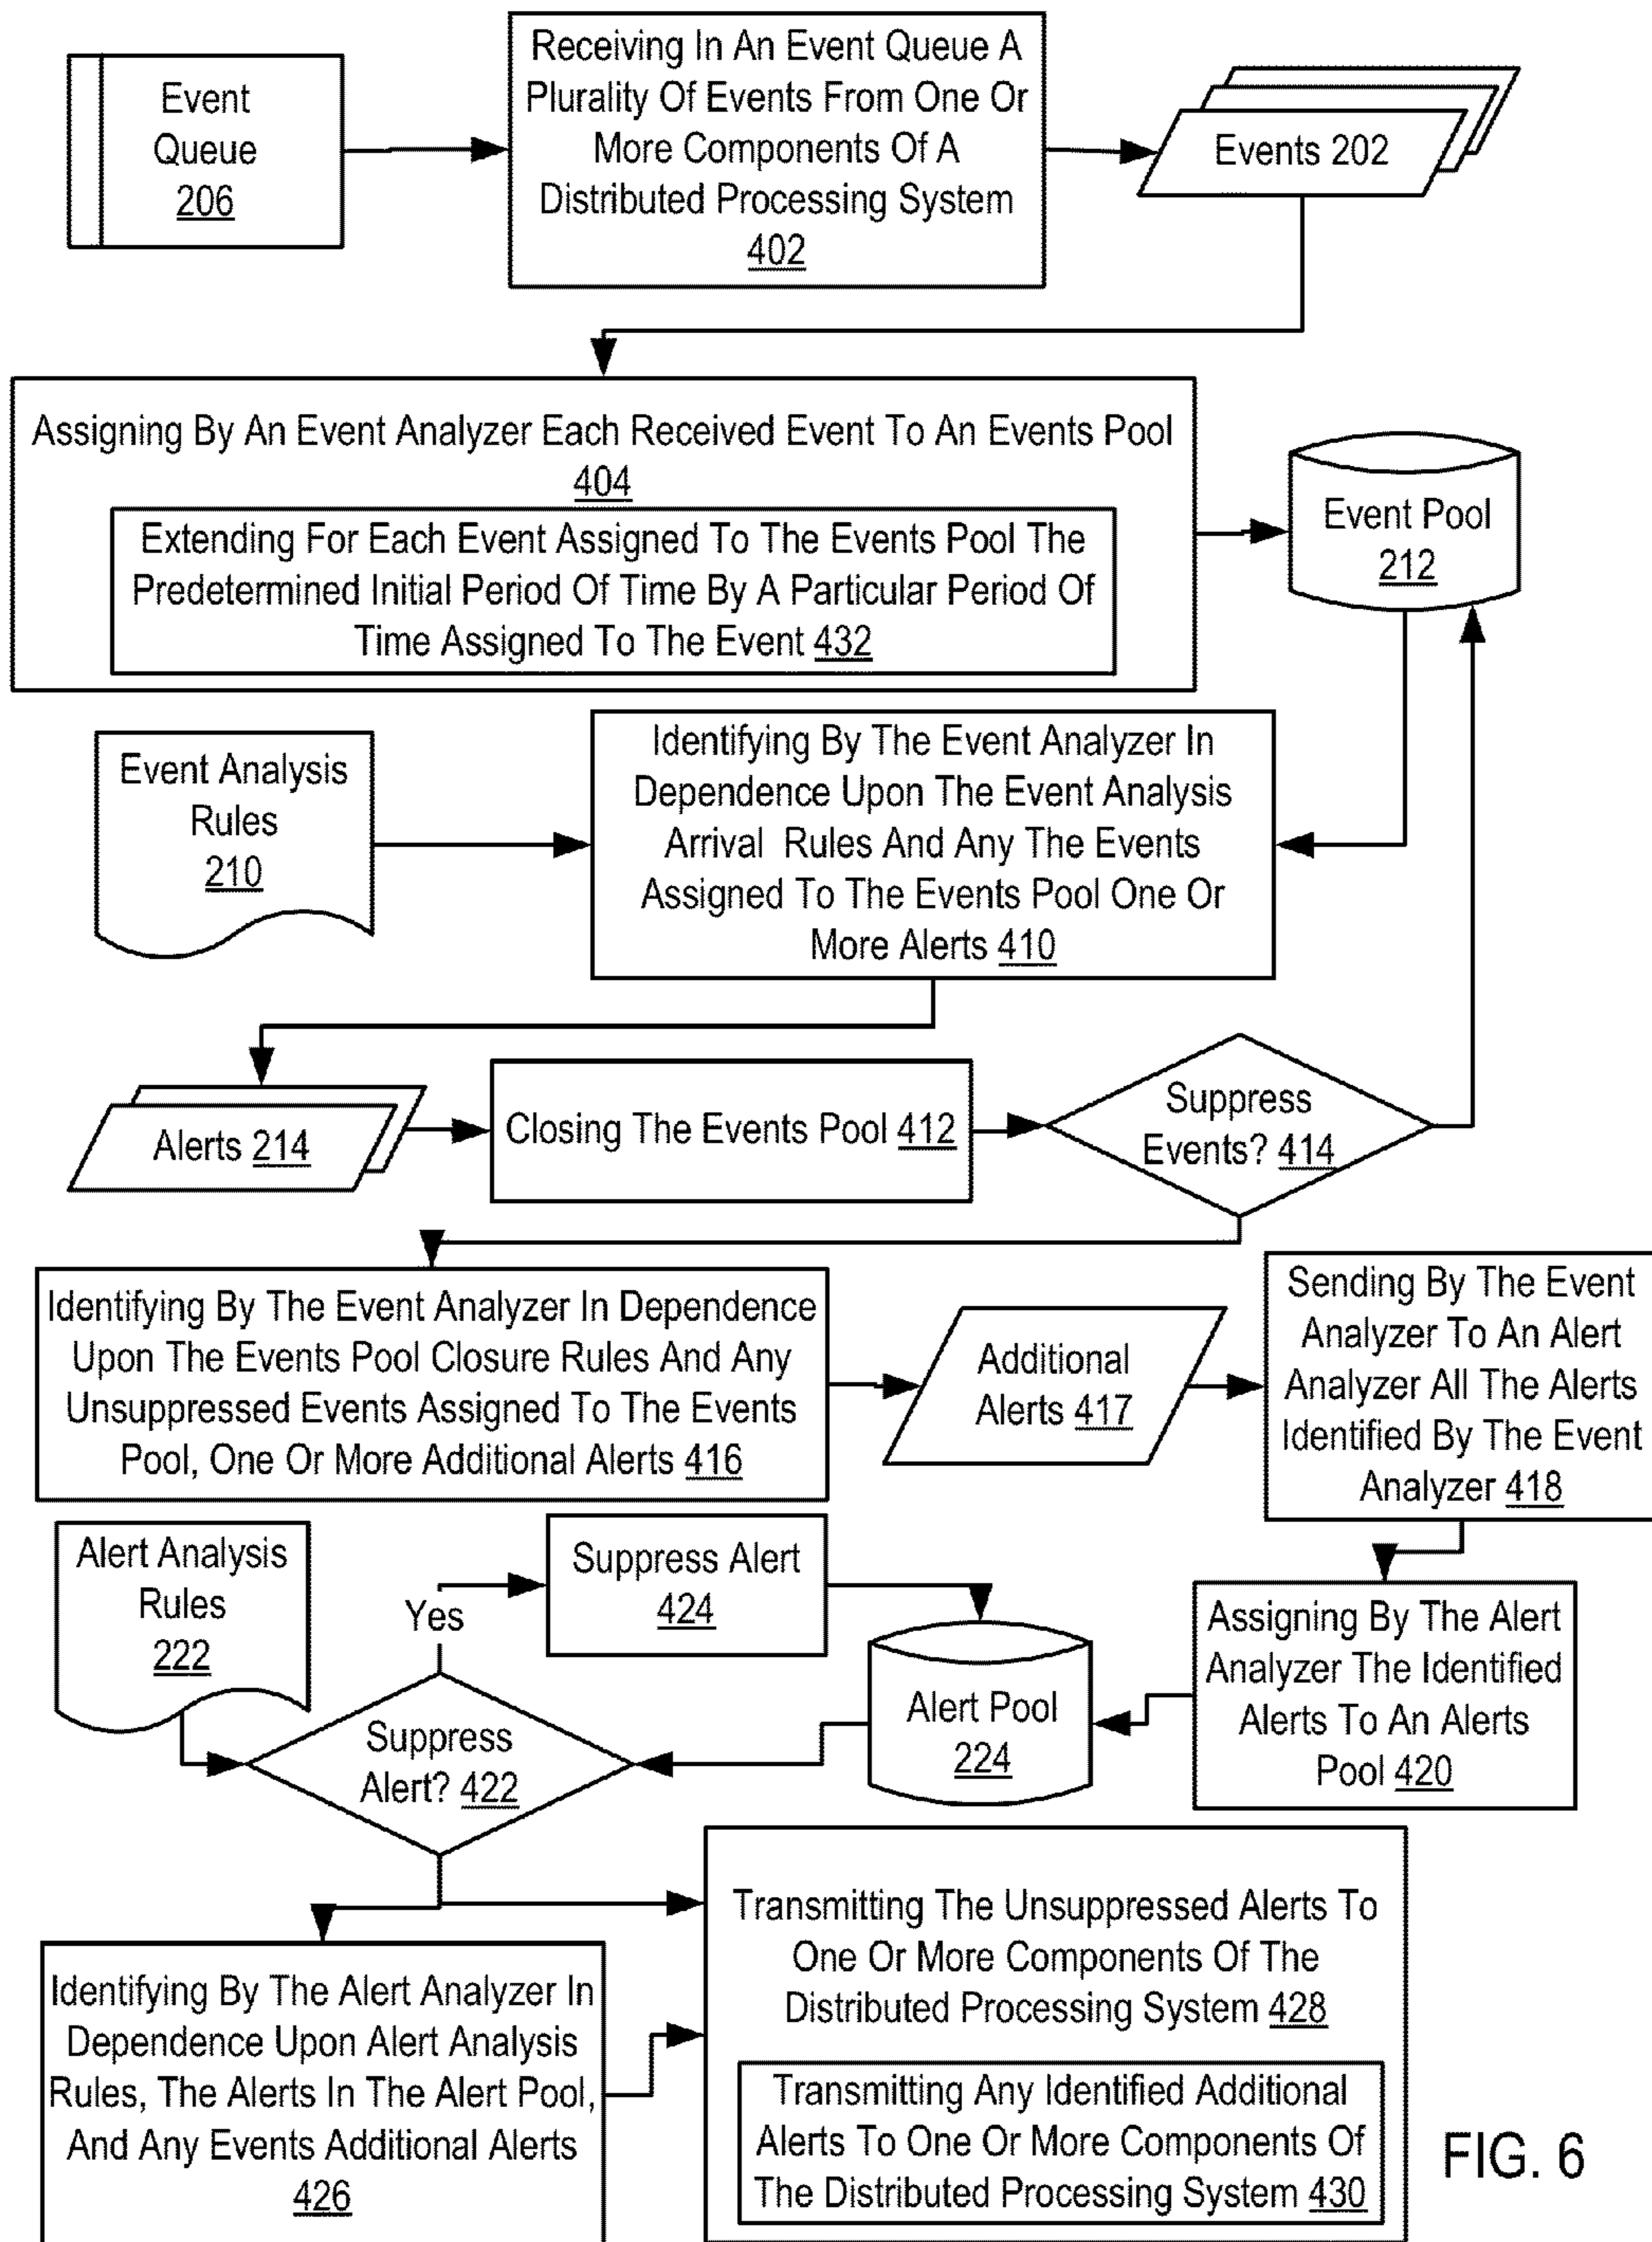 Event
Queue
206
Receiving In An Event Queue A
Plurality Of Events From One Or
More Components Of A
Distributed Processing System
402
Events 202
Assigning By An Event Analyzer Each Received Event To An Events Pool
404
Extending For Each Event Assigned To The Events Pool The
Predetermined Initial Period Of Time By A Particular Period Of
Time Assigned To The Event 432
Event Pool
212
Event Analysis
Rules
210
Identifying By The Event Analyzer In
Dependence Upon The Event Analysis
Arrival Rules And Any The Events
Assigned To The Events Pool One Or
More Alerts 410
Alerts 214
Closing The Events Pool 412
Suppress
Events? 414
Identifying By The Event Analyzer In Dependence
Upon The Events Pool Closure Rules And Any
Unsuppressed Events Assigned To The Events
Pool, One Or More Additional Alerts 416
Additional
Alerts 417
Sending By The Event
Analyzer To An Alert
Analyzer All The Alerts
Identified By The Event
Analyzer 418
Alert Analysis
Rules
222
Yes
Suppress Alert
424
Alert Pool
224
Assigning By The Alert
Analyzer The Identified
Alerts To An Alerts
Pool 420
Suppress
Alert? 422
Transmitting The Unsuppressed Alerts To
One Or More Components Of The
Distributed Processing System 428
Transmitting Any Identified Additional
Alerts To One Or More Components Of
The Distributed Processing System 430
Identifying By The Alert Analyzer In
Dependence Upon Alert Analysis
Rules, The Alerts In The Alert Pool,
And Any Events Additional Alerts
426
FIG. 6